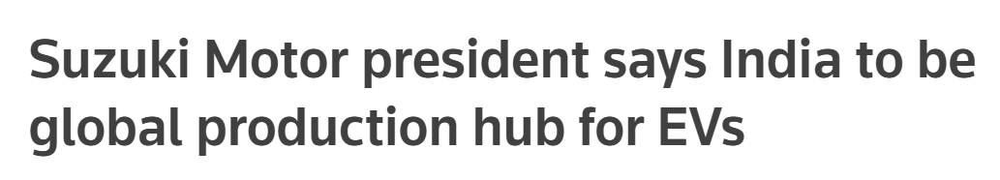 Suzuki Motor president says India to be
global production hub for EVs